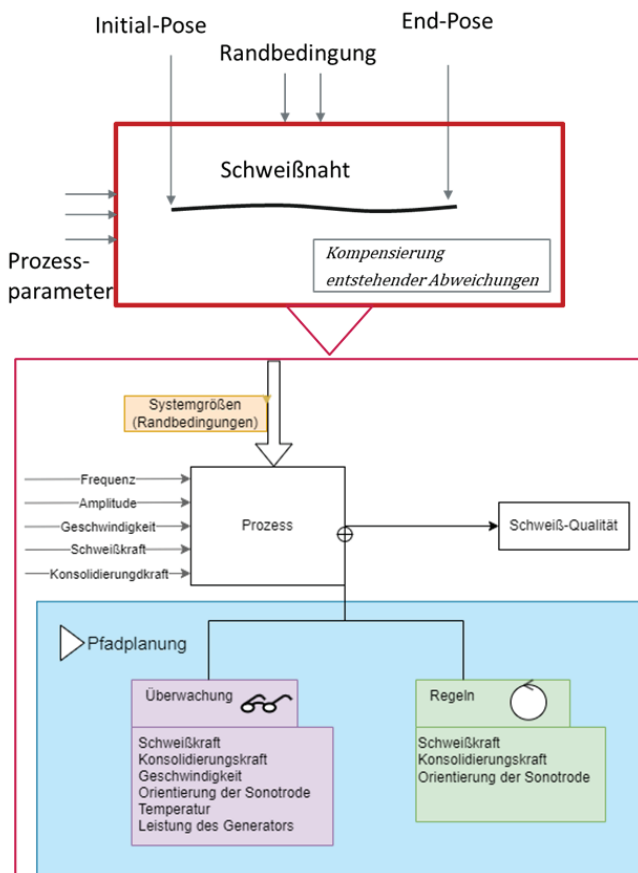 Initial-Pose
End-Pose
Randbedingung
Schweißnaht
Kompensierung
entstehender Abweichungen
Prozess-
parameter
Systemgrößen
(Randbedingungen)
Frequenz
Amplitude
Geschwindigkeit
Schweißkraft
Konsolidierungdkraft
Prozess
Schweiß-Qualität
Pfadplanung
Überwachung
Schweißkraft
Konsolidierungskraft
Geschwindigkeit
Orientierung der Sonotrode
Temperatur
Leistung des Generators
Regeln
Schweißkraft
Konsolidierungskraft
Orientierung der Sonotrode